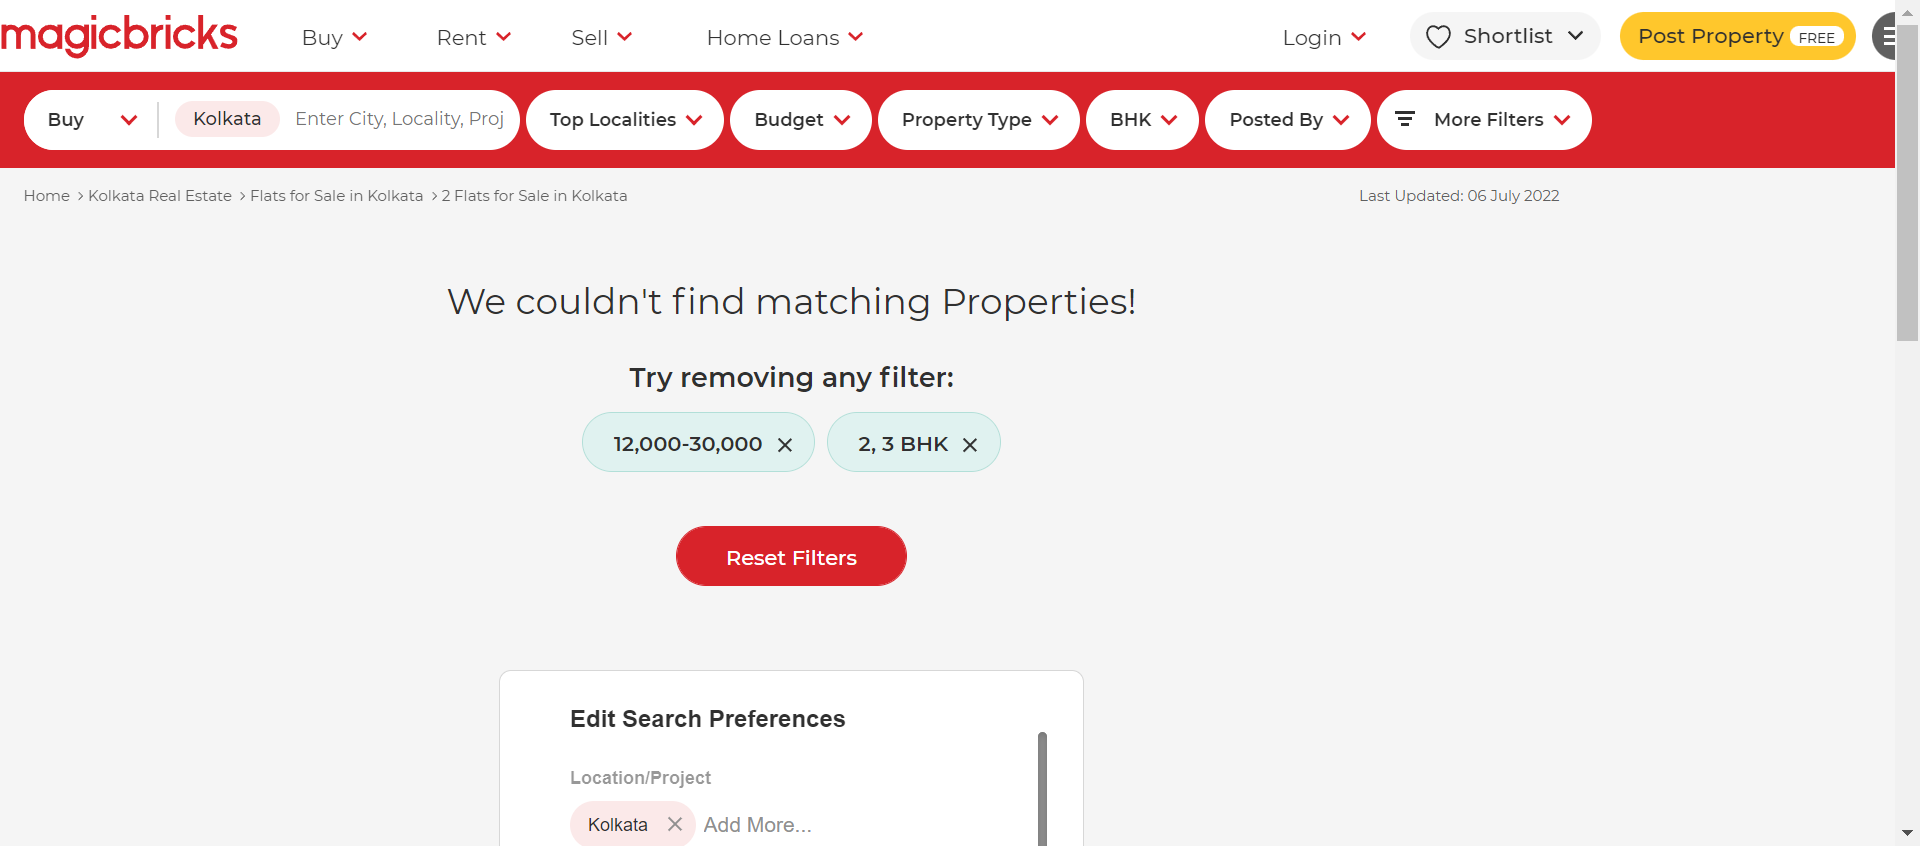 magicbricks Buy Rent Sell Home Loans Login Shortlist Post Property FREE
Buy Kolkata Enter City, Locality, Proj Top Localities Budget Property Type BHK Posted By More Filters
Home > Kolkata Real Estate > Flats for Sale in Kolkata > 2 Flats for Sale in Kolkata Last Updated: 06 July 2022
We couldn't find matching Properties!
Try removing any filter:
12,000-30,000 × 2, 3 BHK ×
Reset Filters
Edit Search Preferences
Location/Project
Kolkata × Add More...